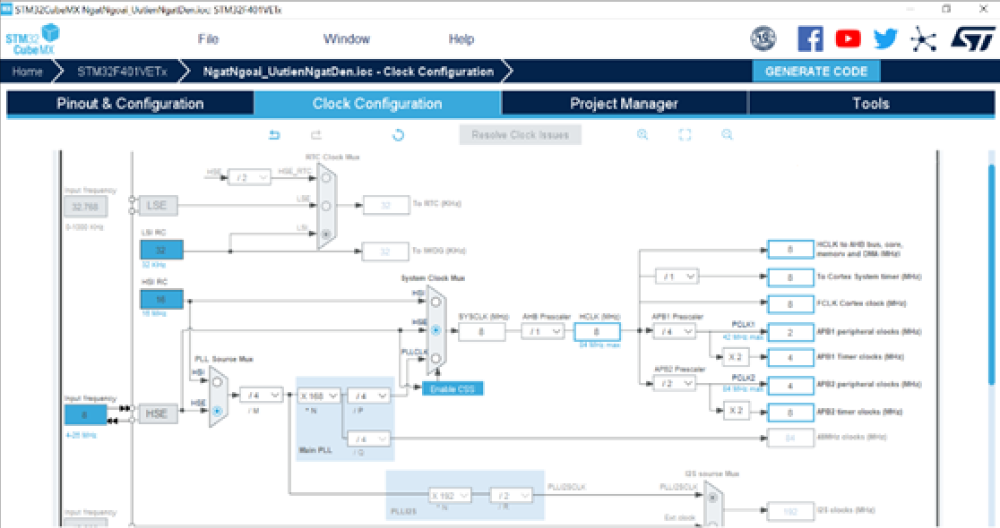 STM32CubeMX NgatNgoai_UutienNgatDen.ioc: STM32F401VETx
STM32
CubeMX
File Window Help
Home STM32F401VETx NgatNgoai_UutienNgatDen.ioc - Clock Configuration GENERATE CODE
Pinout & Configuration Clock Configuration Project Manager Tools
Resolve Clock Issues
RTC Clock Mux
HSE / 2 HSE_RTC
Input frequency
32.768 LSE LSE 32 To RTC (KHz)
0-1000 KHz
LSI RC LSI
32 32 To IWDG (KHz)
32 KHz
HSI RC
16
16 MHz
System Clock Mux
HSI
HSE
PLLCLK
Enable CSS
SYSCLK (MHz) AHB Prescaler HCLK (MHz)
8 / 1 8
84 MHz max
8 HCLK to AHB bus, core,
memory and DMA (MHz)
/ 1 8 To Cortex System timer (MHz)
8 FCLK Cortex clock (MHz)
APB1 Prescaler PCLK1
/ 4 42 MHz max 2 APB1 peripheral clocks (MHz)
X 2 4 APB1 Timer clocks (MHz)
APB2 Prescaler PCLK2
/ 2 84 MHz max 4 APB2 peripheral clocks (MHz)
X 2 8 APB2 timer clocks (MHz)
84 48MHz clocks (MHz)
PLL Source Mux
HSI
HSE
Input frequency
8 HSE
4-26 MHz
/ 4
/ M
X 168 / 4
* N / P
/ 4
Main PLL / Q
X 192 / 2 PLLI2SCLK
PLLI2S * N / R
I2S source Mux
PLLI2SCLK
Ext clock
192 I2S clocks (MHz)
Input frequency